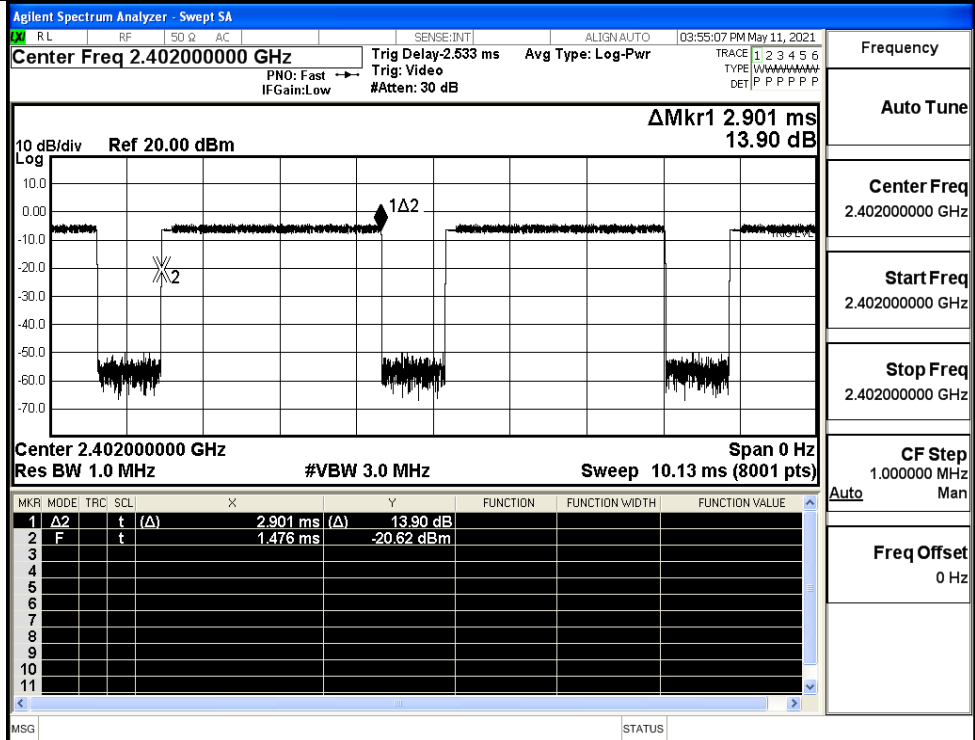 Agilent Spectrum Analyzer - Swept SA
LXI RL RF 50 Ω AC SENSE:INT ALIGNAUTO 03:55:07 PM May 11, 2021
Center Freq 2.402000000 GHz
PNO: Fast
IFGain:Low
Trig Delay-2.533 ms
Trig: Video
#Atten: 30 dB
Avg Type: Log-Pwr
TRACE 1 2 3 4 5 6
TYPE WWWWWW
DET P P P P P P
ΔMkr1 2.901 ms
13.90 dB
10 dB/div Ref 20.00 dBm
Log
10.0
0.00
-10.0
-20.0
-30.0
-40.0
-50.0
-60.0
-70.0
1Δ2
2
TRIG LVL
Center 2.402000000 GHz Span 0 Hz
Res BW 1.0 MHz #VBW 3.0 MHz Sweep 10.13 ms (8001 pts)
MKR MODE TRC SCL X Y FUNCTION FUNCTION WIDTH FUNCTION VALUE
1 Δ2 t (Δ) 2.901 ms (Δ) 13.90 dB
2 F t 1.476 ms -20.62 dBm
3
4
5
6
7
8
9
10
11
MSG STATUS
Frequency
Auto Tune
Center Freq
2.402000000 GHz
Start Freq
2.402000000 GHz
Stop Freq
2.402000000 GHz
CF Step
1.000000 MHz
Auto Man
Freq Offset
0 Hz